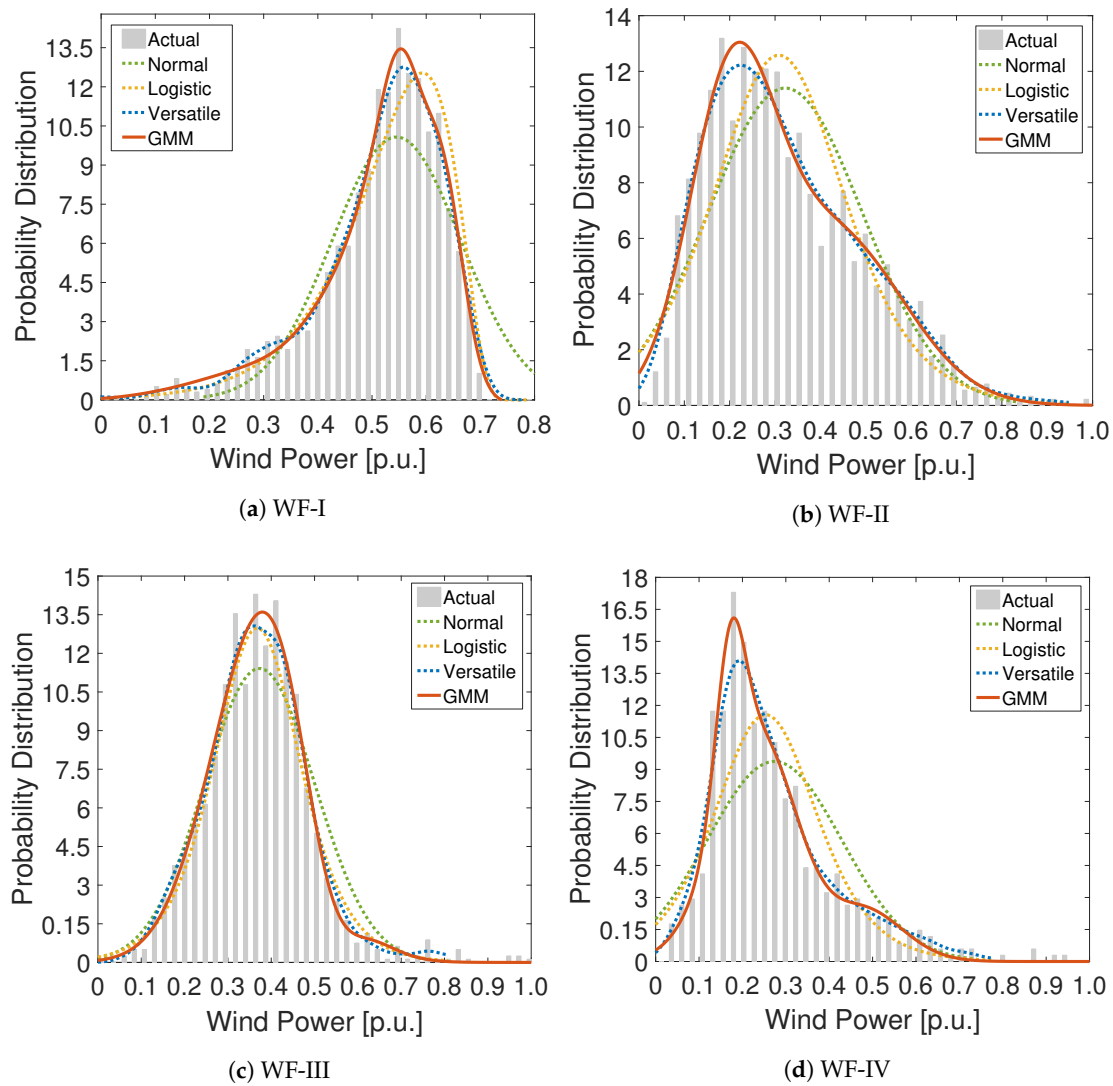 Probability Distribution
13.5
12
10.5
9
7.5
6
4.5
3
1.5
0
Actual
Normal
Logistic
Versatile
GMM
0 0.1 0.2 0.3 0.4 0.5 0.6 0.7 0.8
Wind Power [p.u.]
(a) WF-I
Probability Distribution
14
12
10
8
6
4
2
0
Actual
Normal
Logistic
Versatile
GMM
0 0.1 0.2 0.3 0.4 0.5 0.6 0.7 0.8 0.9 1.0
Wind Power [p.u.]
(b) WF-II
Probability Distribution
15
13.5
12
10.5
9
7.5
6
4.5
3
0.15
0
Actual
Normal
Logistic
Versatile
GMM
0 0.1 0.2 0.3 0.4 0.5 0.6 0.7 0.8 0.9 1.0
Wind Power [p.u.]
(c) WF-III
Probability Distribution
18
16.5
15
13.5
12
10.5
9
7.5
6
4.5
3
0.15
0
Actual
Normal
Logistic
Versatile
GMM
0 0.1 0.2 0.3 0.4 0.5 0.6 0.7 0.8 0.9 1.0
Wind Power [p.u.]
(d) WF-IV